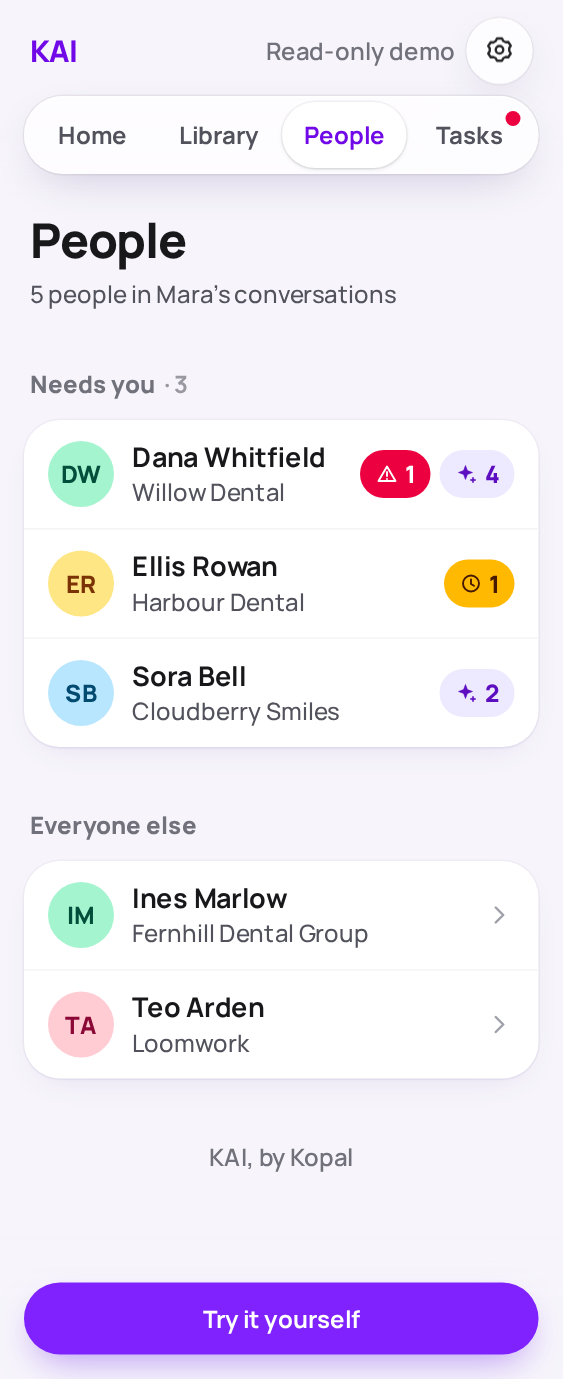 KAI
Read-only demo
Home Library People Tasks
People
5 people in Mara’s conversations
Needs you · 3
DW
Dana Whitfield
Willow Dental
1
4
ER
Ellis Rowan
Harbour Dental
1
SB
Sora Bell
Cloudberry Smiles
2
Everyone else
IM
Ines Marlow
Fernhill Dental Group
TA
Teo Arden
Loomwork
KAI, by Kopal
Try it yourself